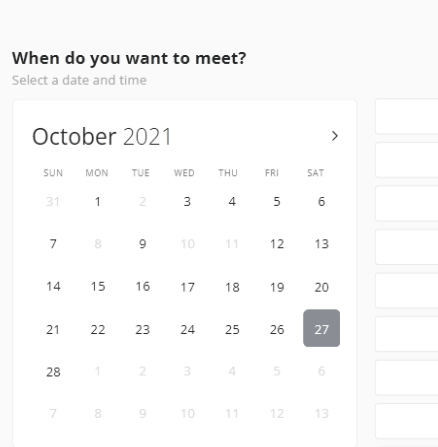 When do you want to meet?
Select a date and time
October 2021
SUN MON TUE WED THU FRI SAT
31 1 2 3 4 5 6
7 8 9 10 11 12 13
14 15 16 17 18 19 20
21 22 23 24 25 26 27
28 1 2 3 4 5 6
7 8 9 10 11 12 13